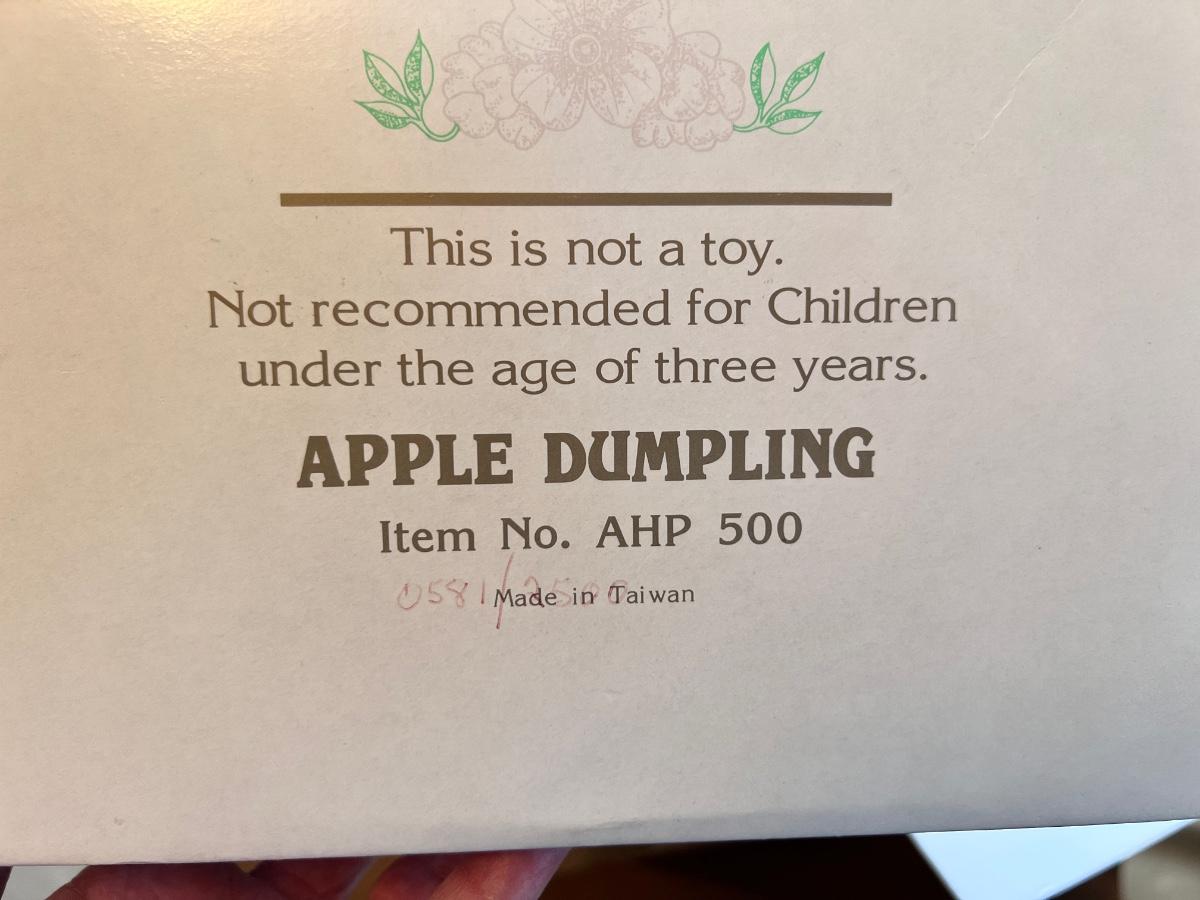 This is not a toy.
Not recommended for Children
under the age of three years.
APPLE DUMPLING
Item No. AHP 500
0581/2500
Made in Taiwan